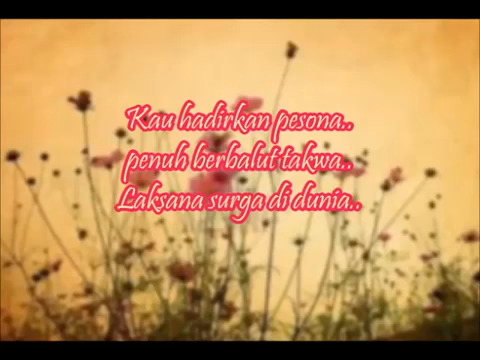 Kau hadirkan pesona..
penuh berbalut takwa..
Laksana surga di dunia..